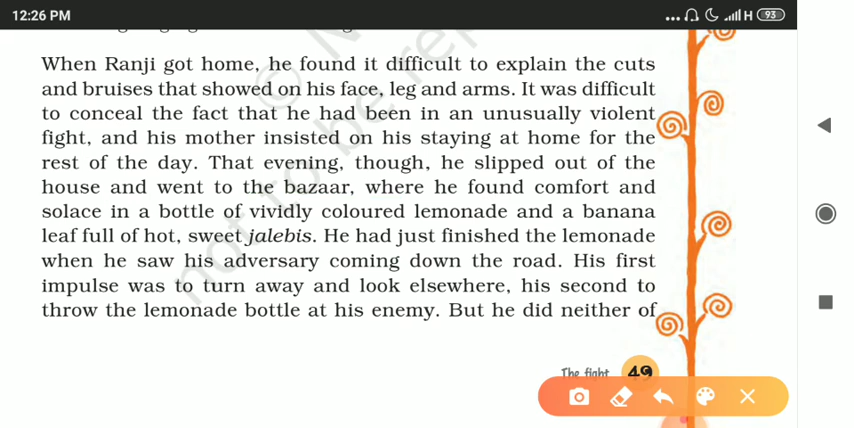 12:26 PM
H 93
When Ranji got home, he found it difficult to explain the cuts
and bruises that showed on his face, leg and arms. It was difficult
to conceal the fact that he had been in an unusually violent
fight, and his mother insisted on his staying at home for the
rest of the day. That evening, though, he slipped out of the
house and went to the bazaar, where he found comfort and
solace in a bottle of vividly coloured lemonade and a banana
leaf full of hot, sweet jalebis. He had just finished the lemonade
when he saw his adversary coming down the road. His first
impulse was to turn away and look elsewhere, his second to
throw the lemonade bottle at his enemy. But he did neither of
The fight 49
not to be rep